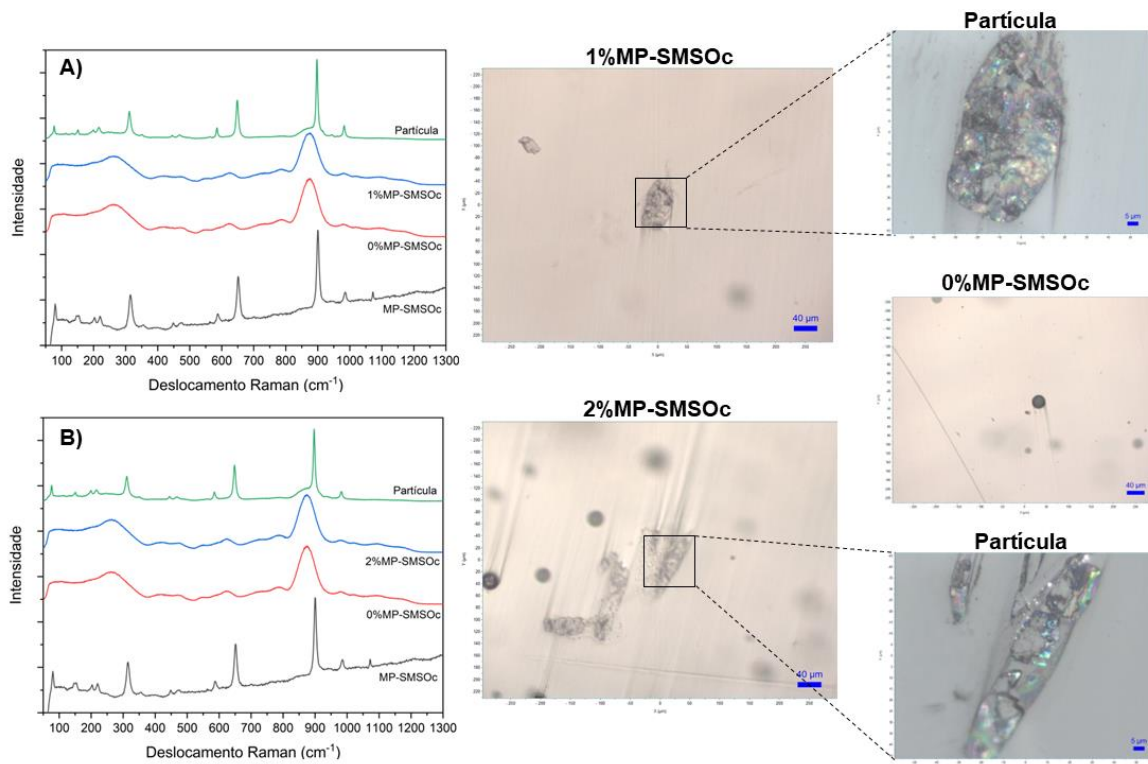 A)
Intensidade
Partícula
1%MP-SMSOc
0%MP-SMSOc
MP-SMSOc
100 200 300 400 500 600 700 800 900 1000 1100 1200 1300
Deslocamento Raman (cm⁻¹)
B)
Intensidade
Partícula
2%MP-SMSOc
0%MP-SMSOc
MP-SMSOc
100 200 300 400 500 600 700 800 900 1000 1100 1200 1300
Deslocamento Raman (cm⁻¹)
1%MP-SMSOc
40 µm
2%MP-SMSOc
40 µm
Partícula
5 µm
0%MP-SMSOc
40 µm
Partícula
5 µm